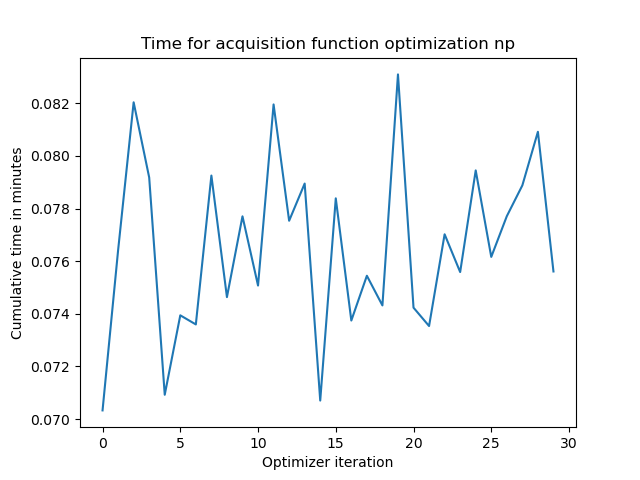 Time for acquisition function optimization np
Cumulative time in minutes
0.082
0.080
0.078
0.076
0.074
0.072
0.070
0 5 10 15 20 25 30
Optimizer iteration